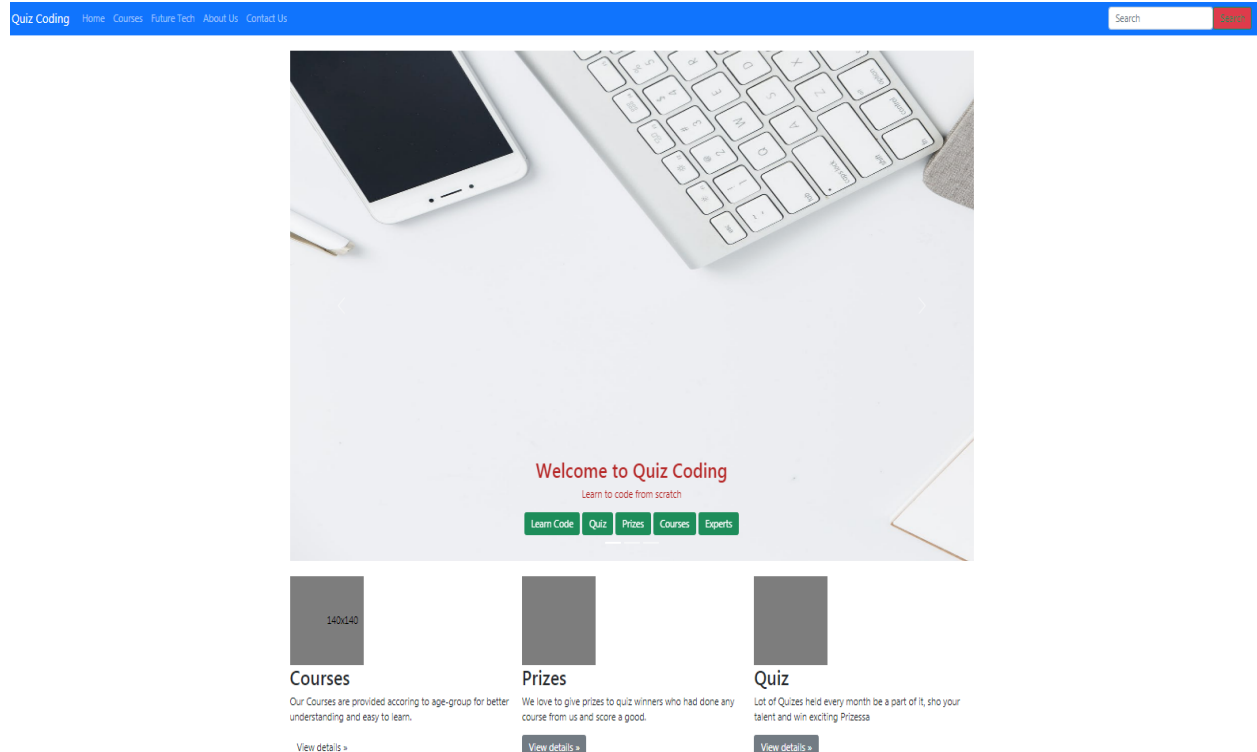 Quiz Coding Home Courses Future Tech About Us Contact Us Search Search
Welcome to Quiz Coding
Learn to code from scratch
Learn Code Quiz Prizes Courses Experts
140x140
Courses
Our Courses are provided accoring to age-group for better
understanding and easy to learn.
View details »
Prizes
We love to give prizes to quiz winners who had done any
course from us and score a good.
View details »
Quiz
Lot of Quizes held every month be a part of it, sho your
talent and win exciting Prizessa
View details »